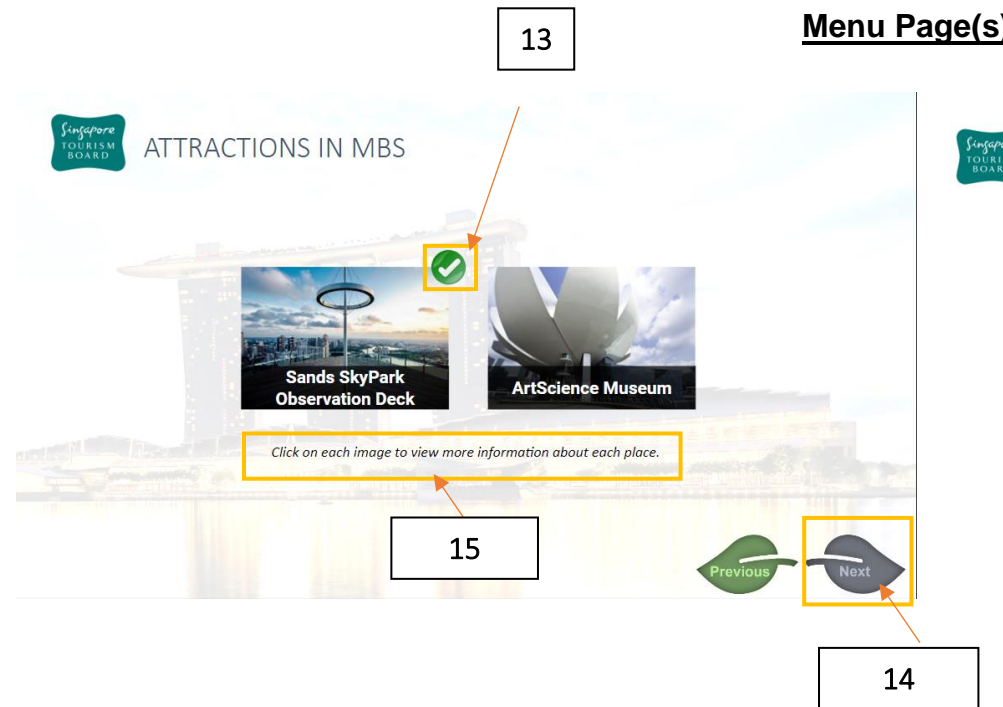 Menu Page(s)
13
Singapore
TOURISM
BOARD
ATTRACTIONS IN MBS
Sands SkyPark
Observation Deck
ArtScience Museum
Click on each image to view more information about each place.
15
Previous
Next
14